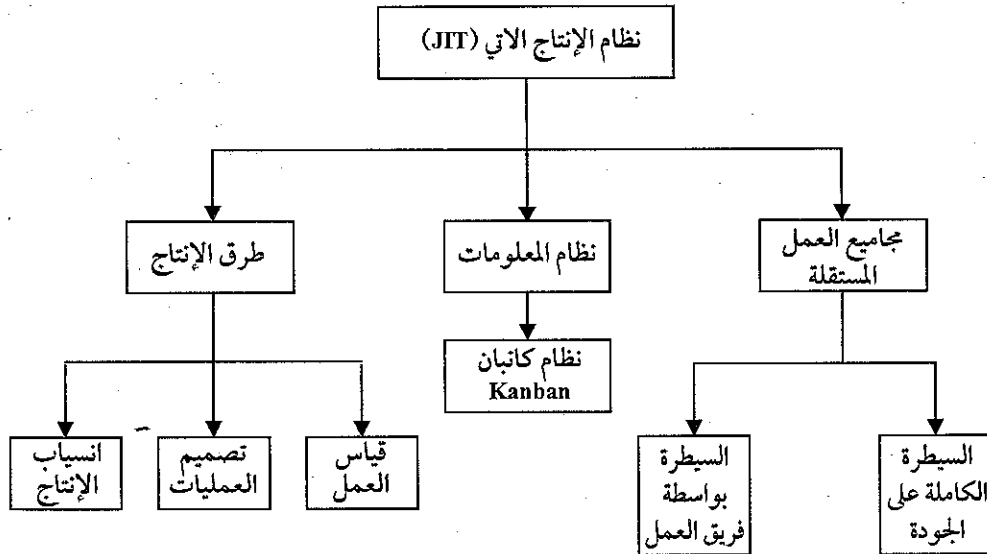 نظام الإنتاج الاتي (JIT)
مجاميع العمل
المستقلة
نظام المعلومات
طرق الإنتاج
نظام كانبان
Kanban
السيطرة
الكاملة على
الجودة
السيطرة
بواسطة
فريق العمل
قياس
العمل
تصميم
العمليات
انسياب
الإنتاج